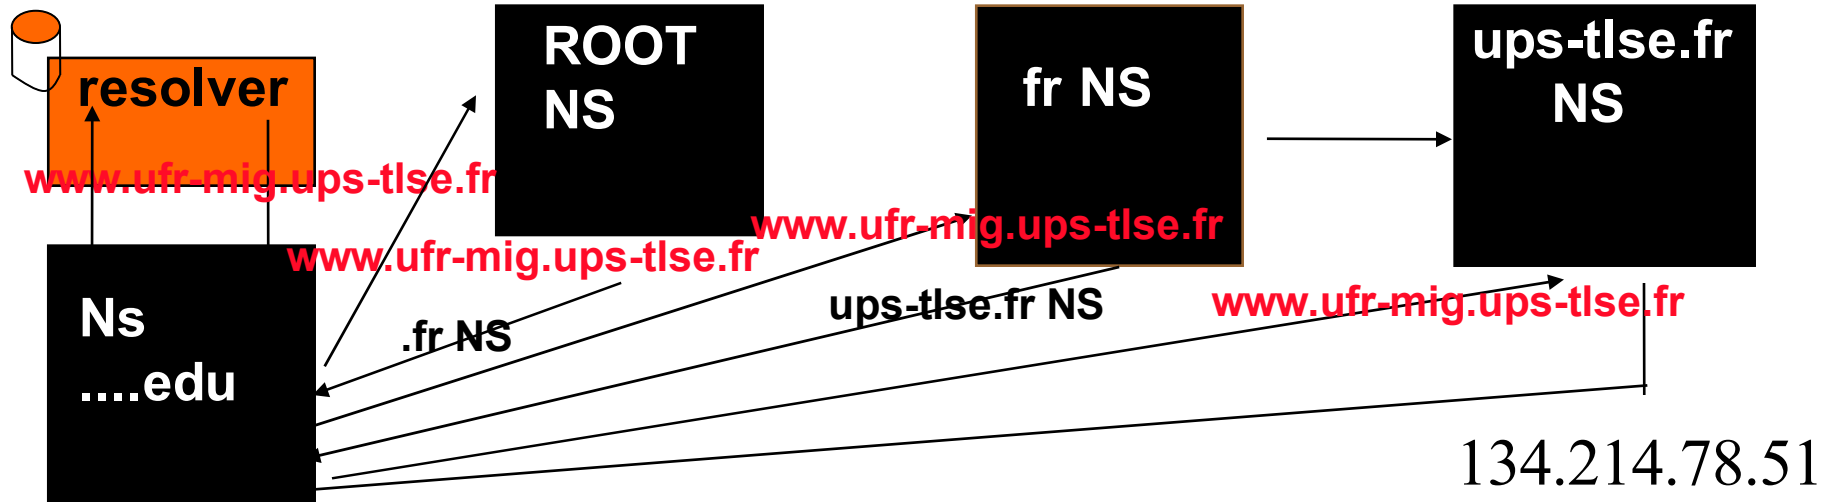 resolver
www.ufr-mig.ups-tlse.fr
Ns
....edu
ROOT
NS
www.ufr-mig.ups-tlse.fr
.fr NS
fr NS
www.ufr-mig.ups-tlse.fr
ups-tlse.fr NS
ups-tlse.fr
NS
www.ufr-mig.ups-tlse.fr
134.214.78.51